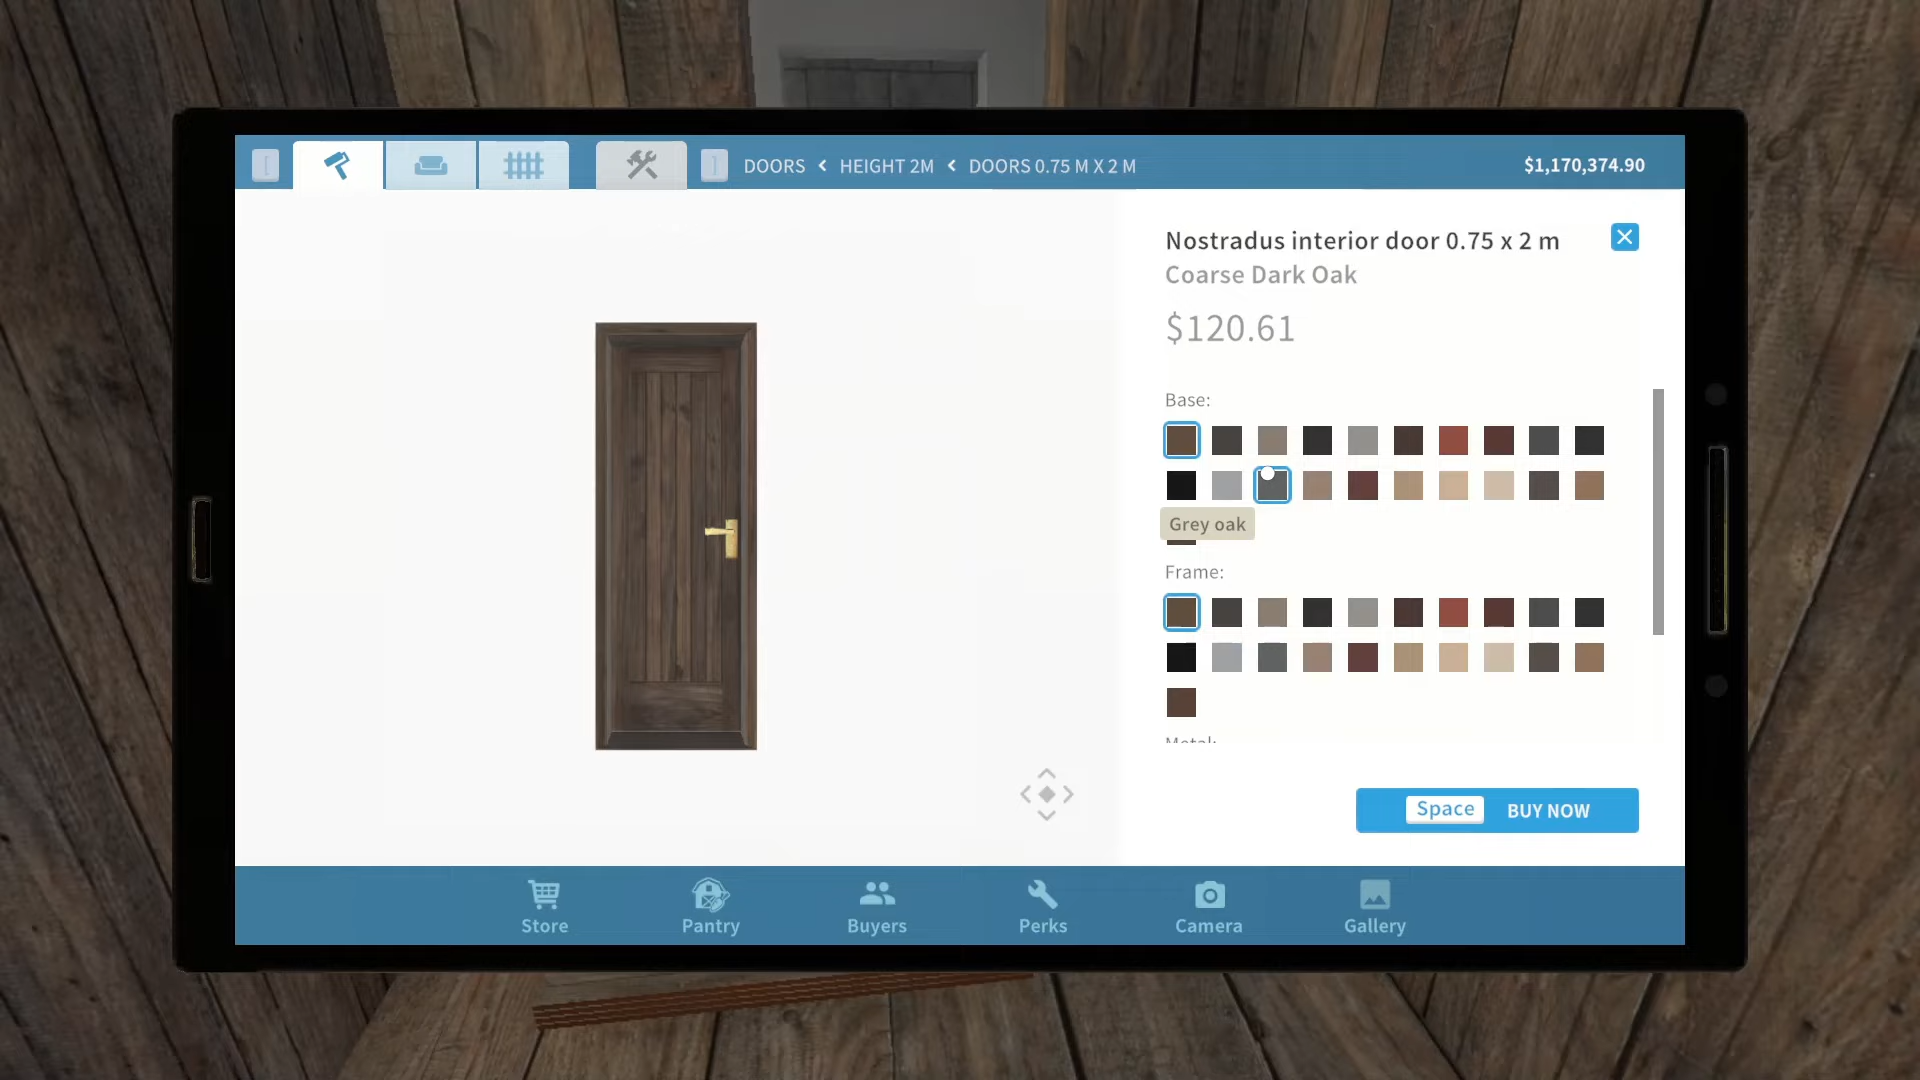 DOORS < HEIGHT 2M < DOORS 0.75 M X 2 M
$1,170,374.90
Nostradus interior door 0.75 x 2 m
Coarse Dark Oak
$120.61
Base:
Grey oak
Frame:
Metal:
Space BUY NOW
Store
Pantry
Buyers
Perks
Camera
Gallery